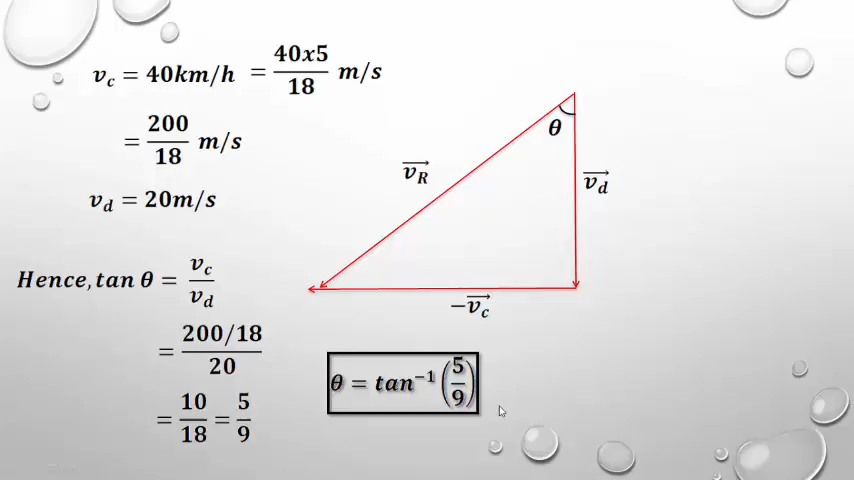 v_c = 40km/h = 40x5/18 m/s
= 200/18 m/s
v_d = 20m/s
Hence, tan θ = v_c/v_d
= 200/18/20
= 10/18 = 5/9
θ
v_R→
v_d→
−v_c→
θ = tan⁻¹(5/9)